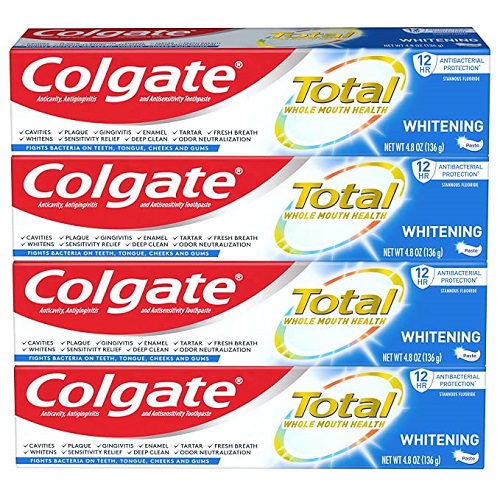 Colgate®
Anticavity, Antigingivitis and Antisensitivity Toothpaste
✓ CAVITIES ✓ PLAQUE ✓ GINGIVITIS ✓ ENAMEL ✓ TARTAR ✓ FRESH BREATH
✓ WHITENS ✓ SENSITIVITY RELIEF ✓ DEEP CLEAN ✓ ODOR NEUTRALIZATION
FIGHTS BACTERIA ON TEETH, TONGUE, CHEEKS AND GUMS
Total
WHOLE MOUTH HEALTH
12 HR ANTIBACTERIAL PROTECTION*
STANNOUS FLUORIDE
WHITENING
Paste
NET WT 4.8 OZ (136 g)
Colgate®
Anticavity, Antigingivitis and Antisensitivity Toothpaste
✓ CAVITIES ✓ PLAQUE ✓ GINGIVITIS ✓ ENAMEL ✓ TARTAR ✓ FRESH BREATH
✓ WHITENS ✓ SENSITIVITY RELIEF ✓ DEEP CLEAN ✓ ODOR NEUTRALIZATION
FIGHTS BACTERIA ON TEETH, TONGUE, CHEEKS AND GUMS
Total
WHOLE MOUTH HEALTH
12 HR ANTIBACTERIAL PROTECTION*
STANNOUS FLUORIDE
WHITENING
Paste
NET WT 4.8 OZ (136 g)
Colgate®
Anticavity, Antigingivitis and Antisensitivity Toothpaste
✓ CAVITIES ✓ PLAQUE ✓ GINGIVITIS ✓ ENAMEL ✓ TARTAR ✓ FRESH BREATH
✓ WHITENS ✓ SENSITIVITY RELIEF ✓ DEEP CLEAN ✓ ODOR NEUTRALIZATION
FIGHTS BACTERIA ON TEETH, TONGUE, CHEEKS AND GUMS
Total
WHOLE MOUTH HEALTH
12 HR ANTIBACTERIAL PROTECTION*
STANNOUS FLUORIDE
WHITENING
Paste
NET WT 4.8 OZ (136 g)
Colgate®
Anticavity, Antigingivitis and Antisensitivity Toothpaste
✓ CAVITIES ✓ PLAQUE ✓ GINGIVITIS ✓ ENAMEL ✓ TARTAR ✓ FRESH BREATH
✓ WHITENS ✓ SENSITIVITY RELIEF ✓ DEEP CLEAN ✓ ODOR NEUTRALIZATION
FIGHTS BACTERIA ON TEETH, TONGUE, CHEEKS AND GUMS
Total
WHOLE MOUTH HEALTH
12 HR ANTIBACTERIAL PROTECTION*
STANNOUS FLUORIDE
WHITENING
Paste
NET WT 4.8 OZ (136 g)